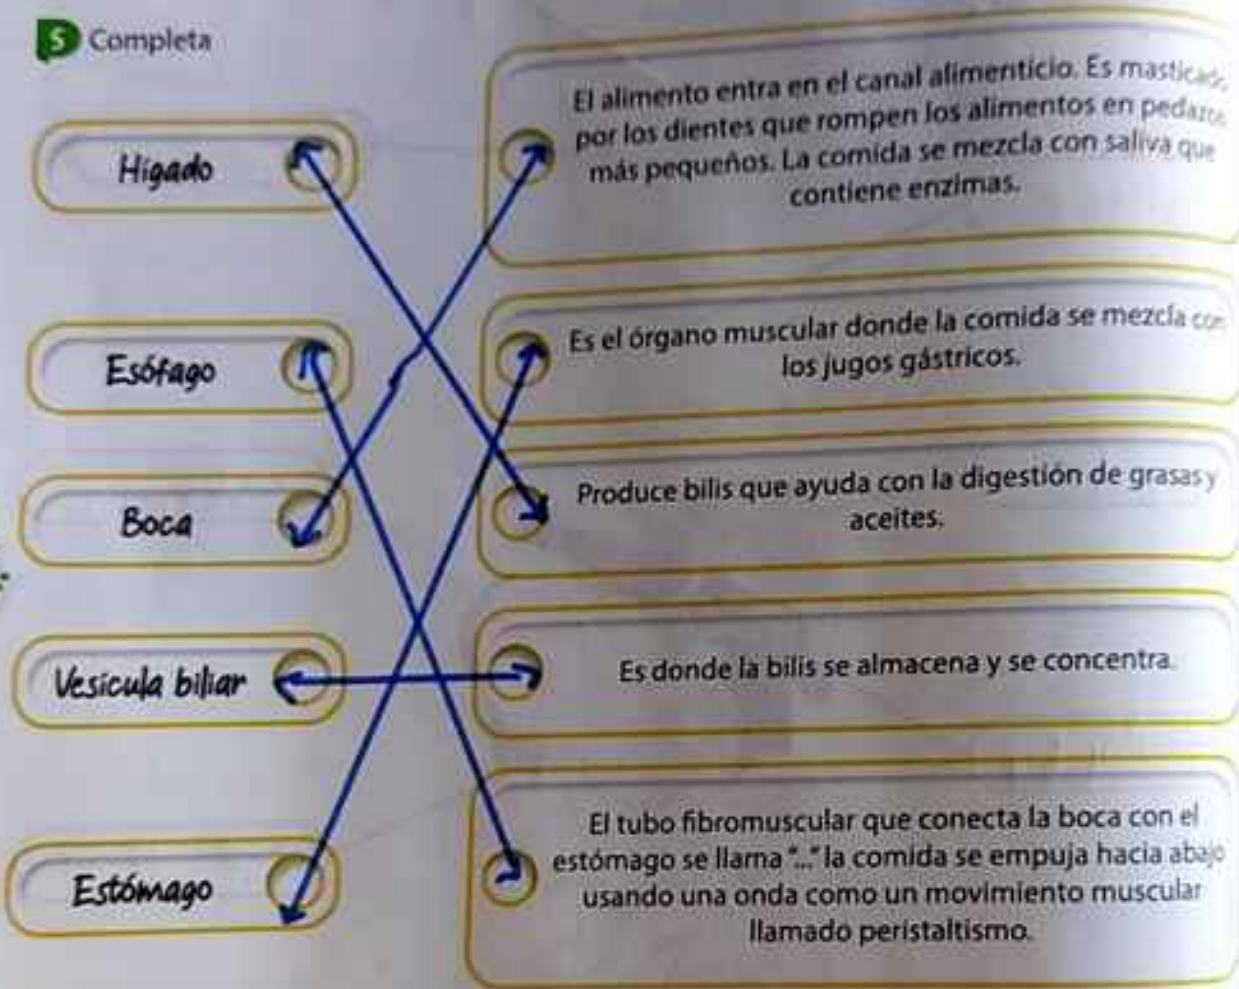 5 Completa
Higado
Esófago
Boca
Vesicula biliar
Estómago
El alimento entra en el canal alimenticio. Es masticado
por los dientes que rompen los alimentos en pedazos
más pequeños. La comida se mezcla con saliva que
contiene enzimas.
Es el órgano muscular donde la comida se mezcla con
los jugos gástricos.
Produce bilis que ayuda con la digestión de grasas y
aceites.
Es donde la bilis se almacena y se concentra.
El tubo fibromuscular que conecta la boca con el
estómago se llama "..." la comida se empuja hacia abajo
usando una onda como un movimiento muscular
llamado peristaltismo.